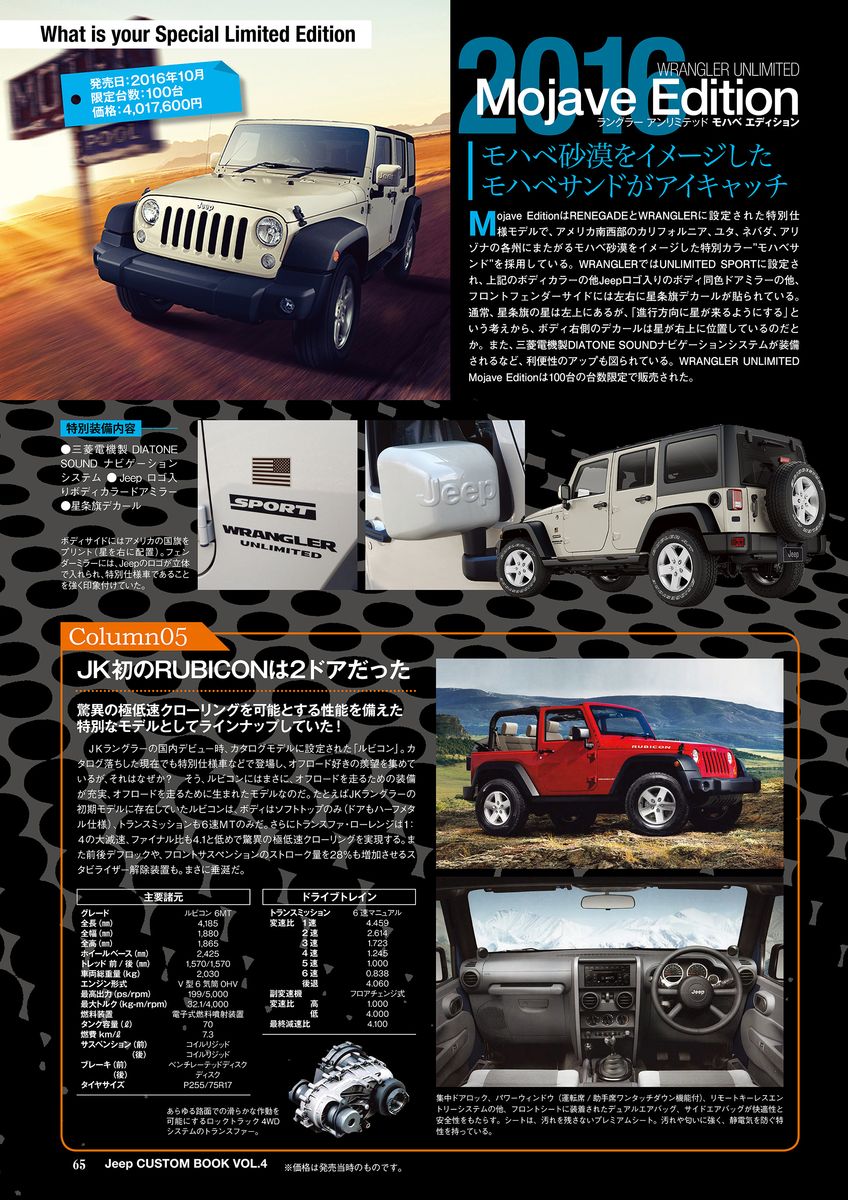 What is your Special Limited Edition
発売日：2016年10月
限定台数：100台
価格：4,017,600円
2016
WRANGLER UNLIMITED
Mojave Edition
ラングラー アンリミテッド モハベ エディション
モハベ砂漠をイメージした
モハベサンドがアイキャッチ
Mojave EditionはRENEGADEとWRANGLERに設定された特別仕
様モデルで、アメリカ南西部のカリフォルニア、ユタ、ネバダ、アリ
ゾナの各州にまたがるモハベ砂漠をイメージした特別カラー“モハベサ
ンド”を採用している。WRANGLERではUNLIMITED SPORTに設定さ
れ、上記のボディカラーの他Jeepロゴ入りのボディ同色ドアミラーの他、
フロントフェンダーサイドには左右に星条旗デカールが貼られている。
通常、星条旗の星は左上にあるが、「進行方向に星が来るようにする」と
いう考えから、ボディ右側のデカールは星が右上に位置しているのだと
か。また、三菱電機製DIATONE SOUNDナビゲーションシステムが装備
されるなど、利便性のアップも図られている。WRANGLER UNLIMITED
Mojave Editionは100台の台数限定で販売された。
特別装備内容
●三菱電機製 DIATONE
SOUND ナビゲーション
システム ●Jeep ロゴ入
りボディカラードアミラー
●星条旗デカール
ボディサイドにはアメリカの国旗を
プリント（星を右に配置）。フェン
ダーミラーには、Jeepのロゴが立体
で入れられ、特別仕様車であること
を強く印象付けていた。
SPORT
WRANGLER
UNLIMITED
Jeep
Column05
JK初のRUBICONは2ドアだった
驚異の極低速クローリングを可能とする性能を備えた
特別なモデルとしてラインナップしていた！
JKラングラーの国内デビュー時、カタログモデルに設定された「ルビコン」。カ
タログ落ちした現在でも特別仕様車などで登場し、オフロード好きの羨望を集めて
いるが、それはなぜか？　そう、ルビコンにはまさに、オフロードを走るための装備
が充実、オフロードを走るために生まれたモデルなのだ。たとえばJKラングラーの
初期モデルに存在していたルビコンは、ボディはソフトトップのみ（ドアもハーフメタ
ル仕様）、トランスミッションも6速MTのみだ。さらにトランスファ・ローレンジは1：
4の大減速、ファイナル比も4.1と低めで驚異の極低速クローリングを実現する。ま
た前後デフロックや、フロントサスペンションのストローク量を28％も増加させるス
タビライザー解除装置も。まさに垂涎だ。
主要諸元
グレード ルビコン 6MT
全長（㎜） 4,185
全幅（㎜） 1,880
全高（㎜） 1,865
ホイールベース（㎜） 2,425
トレッド 前 / 後（㎜） 1,570/1,570
車両総重量（kg） 2,030
エンジン形式 V 型 6 気筒 OHV
最高出力（ps/rpm） 199/5,000
最大トルク（kg-m/rpm） 32.1/4,000
燃料装置 電子式燃料噴射装置
タンク容量（ℓ） 70
燃費 km/ℓ 7.3
サスペンション（前） コイルリジッド
（後） コイルリジッド
ブレーキ（前） ベンチレーテッドディスク
（後） ディスク
タイヤサイズ P255/75R17
ドライブトレイン
トランスミッション 6 速マニュアル
変速比 1 速 4.459
2 速 2.614
3 速 1.723
4 速 1.245
5 速 1.000
6 速 0.838
後退 4.060
副変速機 フロアチェンジ式
変速比 高 1.000
低 4.000
最終減速比 4.100
あらゆる路面での滑らかな作動を
可能にするロックトラック 4WD
システムのトランスファー。
RUBICON
集中ドアロック、パワーウィンドウ（運転席 / 助手席ワンタッチダウン機能付）、リモートキーレスエン
トリーシステムの他、フロントシートに装着されたデュアルエアバッグ、サイドエアバッグが快適性と
安全性をもたらす。シートは、汚れを残さないプレミアムシート。汚れや匂いに強く、静電気を防ぐ特
性も持っている。
65 Jeep CUSTOM BOOK VOL.4 ※価格は発売当時のものです。